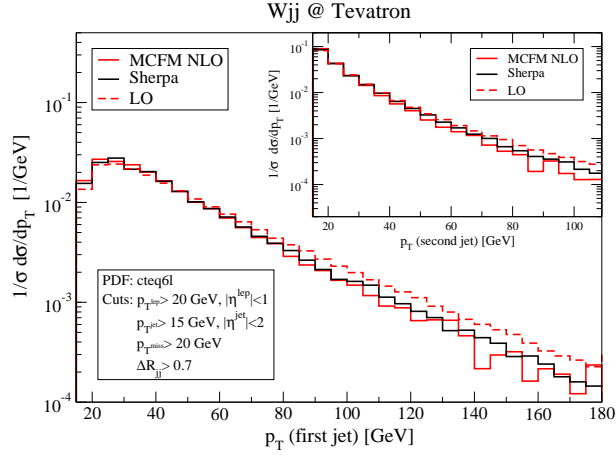 Wjj @ Tevatron
MCFM NLO
Sherpa
LO
1/σ dσ/dp_T [1/GeV]
10^-1
10^-2
10^-3
10^-4
20 40 60 80 100 120 140 160 180
p_T (first jet) [GeV]
PDF: cteq6l
Cuts: p_T^lep > 20 GeV, |η^lep|<1
p_T^jet > 15 GeV, |η^jet|<2
p_T^miss > 20 GeV
ΔR_jj > 0.7
MCFM NLO
Sherpa
LO
1/σ dσ/dp_T [1/GeV]
10^-1
10^-2
10^-3
10^-4
20 40 60 80 100
p_T (second jet) [GeV]